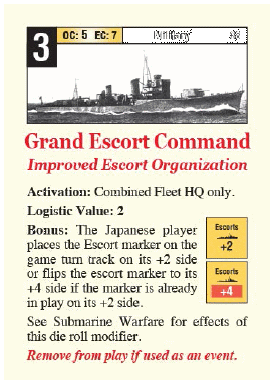 3
OC: 5 EC: 7
Grand Escort Command
Improved Escort Organization
Activation: Combined Fleet HQ only.
Logistic Value: 2
Bonus: The Japanese player
places the Escort marker on the
game turn track on its +2 side
or flips the escort marker to its
+4 side if the marker is already
in play on its +2 side.
Escorts
+2
Escorts
+4
See Submarine Warfare for effects of
this die roll modifier.
Remove from play if used as an event.